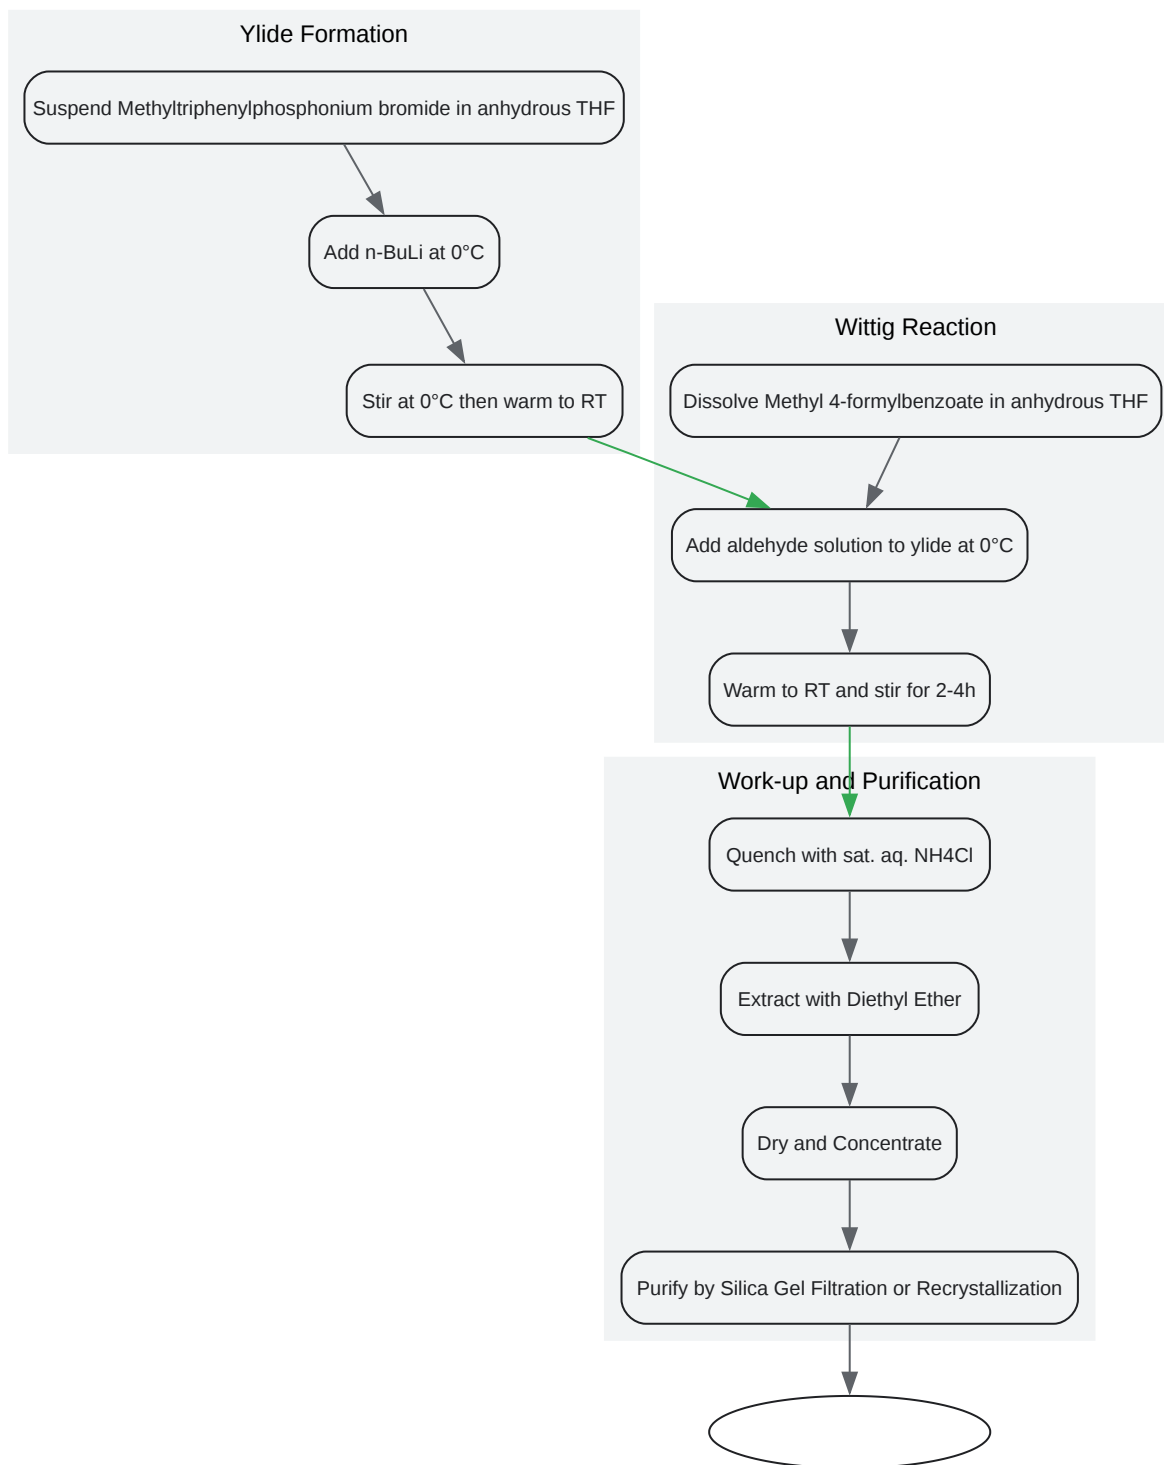 Ylide Formation
Suspend Methyltriphenylphosphonium bromide in anhydrous THF
Add n-BuLi at 0°C
Stir at 0°C then warm to RT
Wittig Reaction
Dissolve Methyl 4-formylbenzoate in anhydrous THF
Add aldehyde solution to ylide at 0°C
Warm to RT and stir for 2-4h
Work-up and Purification
Quench with sat. aq. NH4Cl
Extract with Diethyl Ether
Dry and Concentrate
Purify by Silica Gel Filtration or Recrystallization